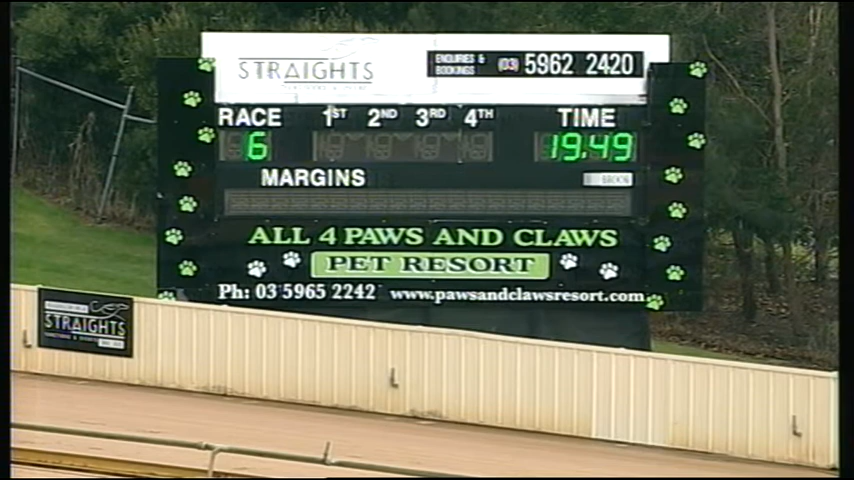 STRAIGHTS
ENQUIRIES & BOOKINGS (03) 5962 2420
RACE 1ST 2ND 3RD 4TH TIME
6 19.49
MARGINS
ALL 4 PAWS AND CLAWS
PET RESORT
Ph: 03 5965 2242 www.pawsandclawsresort.com
STRAIGHTS